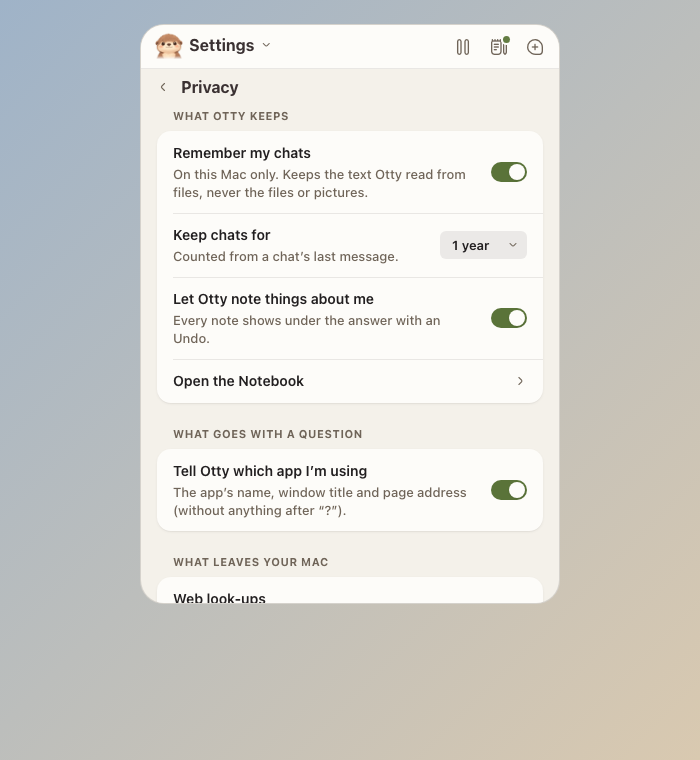 Settings
Privacy
WHAT OTTY KEEPS
Remember my chats
On this Mac only. Keeps the text Otty read from
files, never the files or pictures.
Keep chats for
1 year
Counted from a chat’s last message.
Let Otty note things about me
Every note shows under the answer with an
Undo.
Open the Notebook
WHAT GOES WITH A QUESTION
Tell Otty which app I’m using
The app’s name, window title and page address
(without anything after “?”).
WHAT LEAVES YOUR MAC
Web look-ups